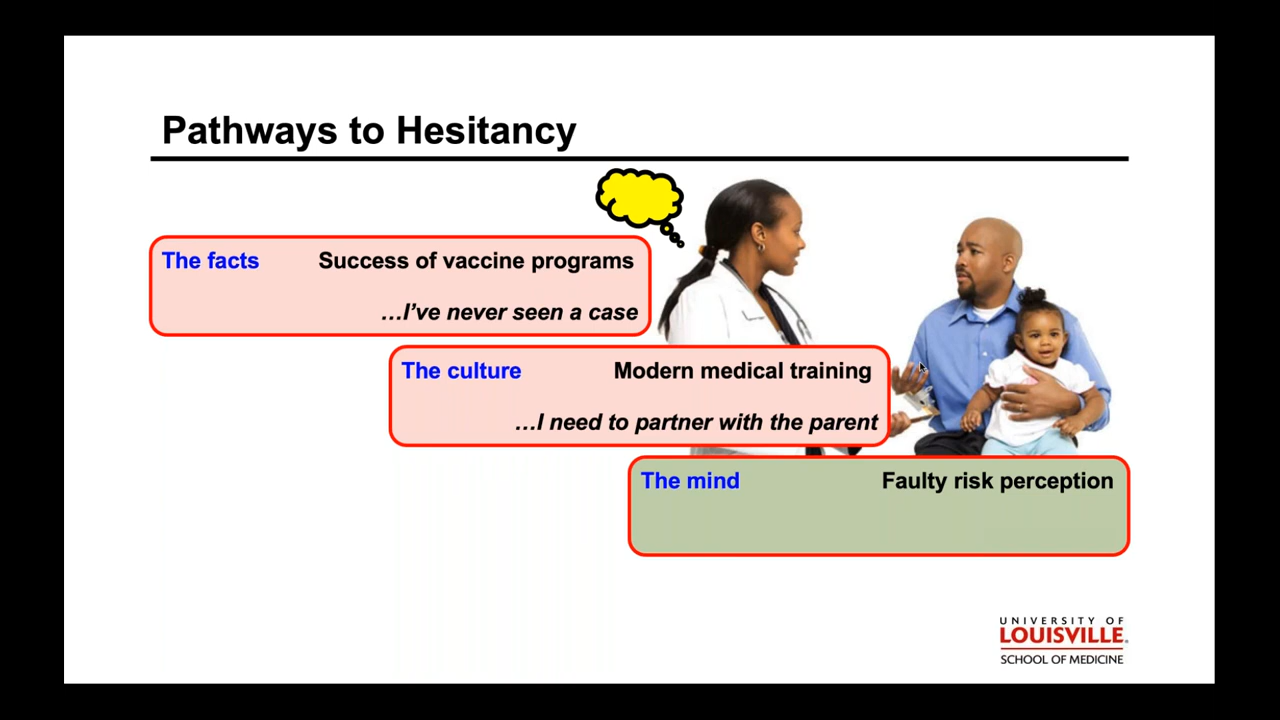 Pathways to Hesitancy
The facts Success of vaccine programs
...I've never seen a case
The culture Modern medical training
...I need to partner with the parent
The mind Faulty risk perception
UNIVERSITY OF
LOUISVILLE.
SCHOOL OF MEDICINE